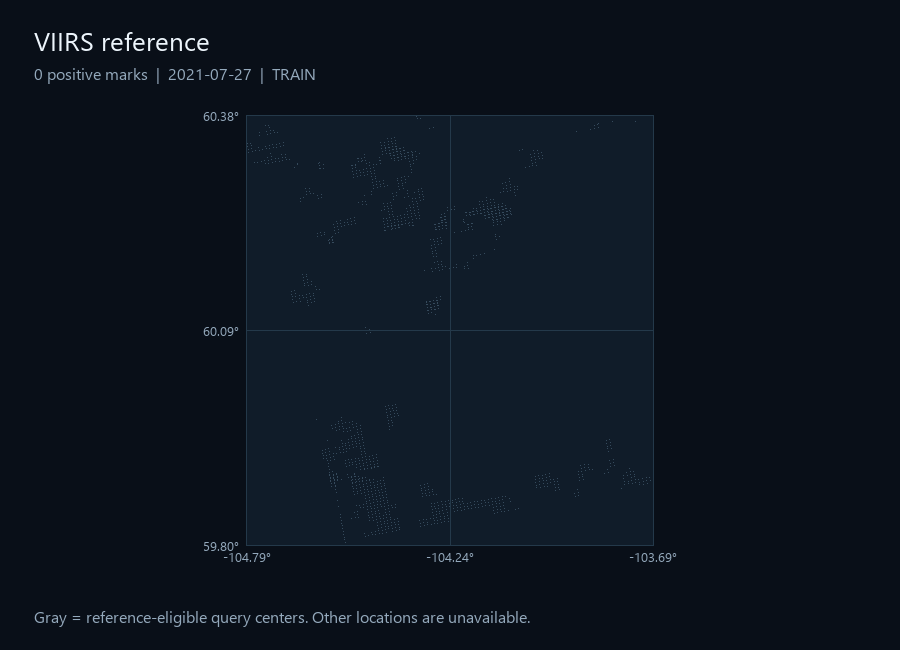 VIIRS reference
0 positive marks | 2021-07-27 | TRAIN
60.38°
60.09°
59.80°
-104.79° -104.24° -103.69°
Gray = reference-eligible query centers. Other locations are unavailable.